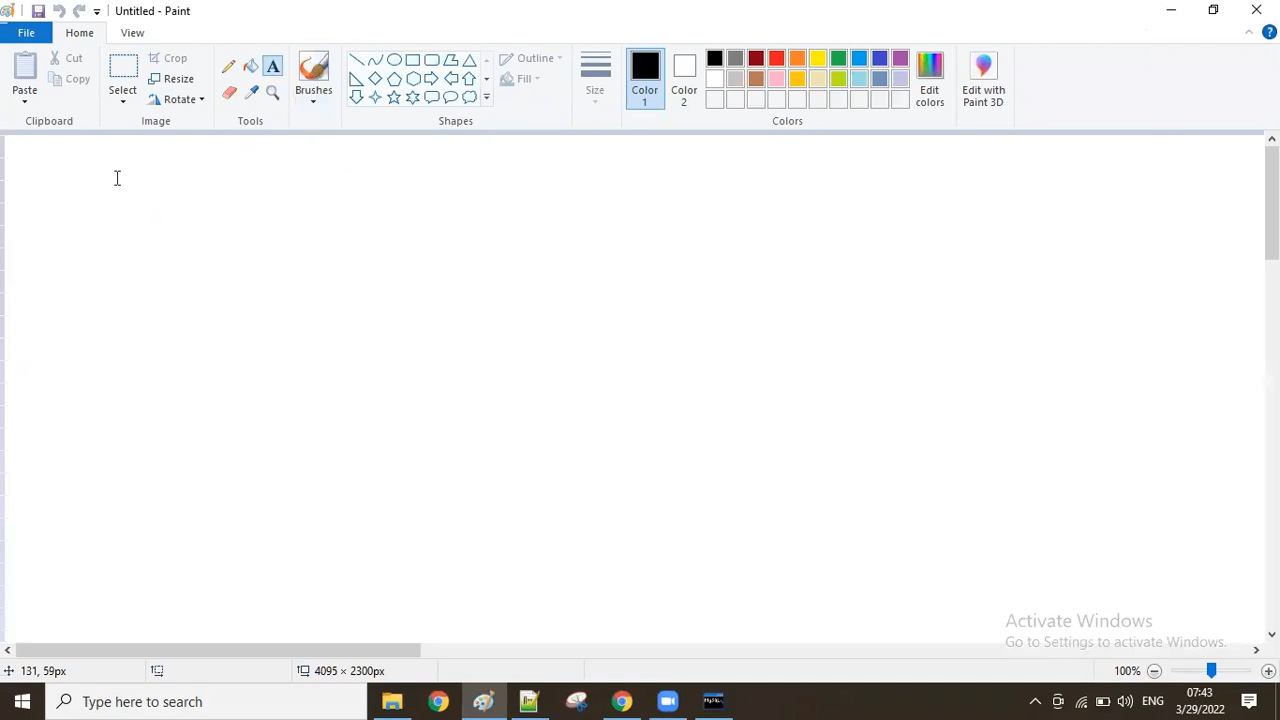 Untitled - Paint
File
Home
View
Paste
Cut
Copy
Clipboard
Select
Crop
Resize
Rotate
Image
A
Tools
Brushes
Shapes
Outline
Fill
Size
Color 1
Color 2
Colors
Edit colors
Edit with Paint 3D
Activate Windows
Go to Settings to activate Windows.
131, 59px
4095 × 2300px
100%
Type here to search
MySQL
ENG
07:43
3/29/2022